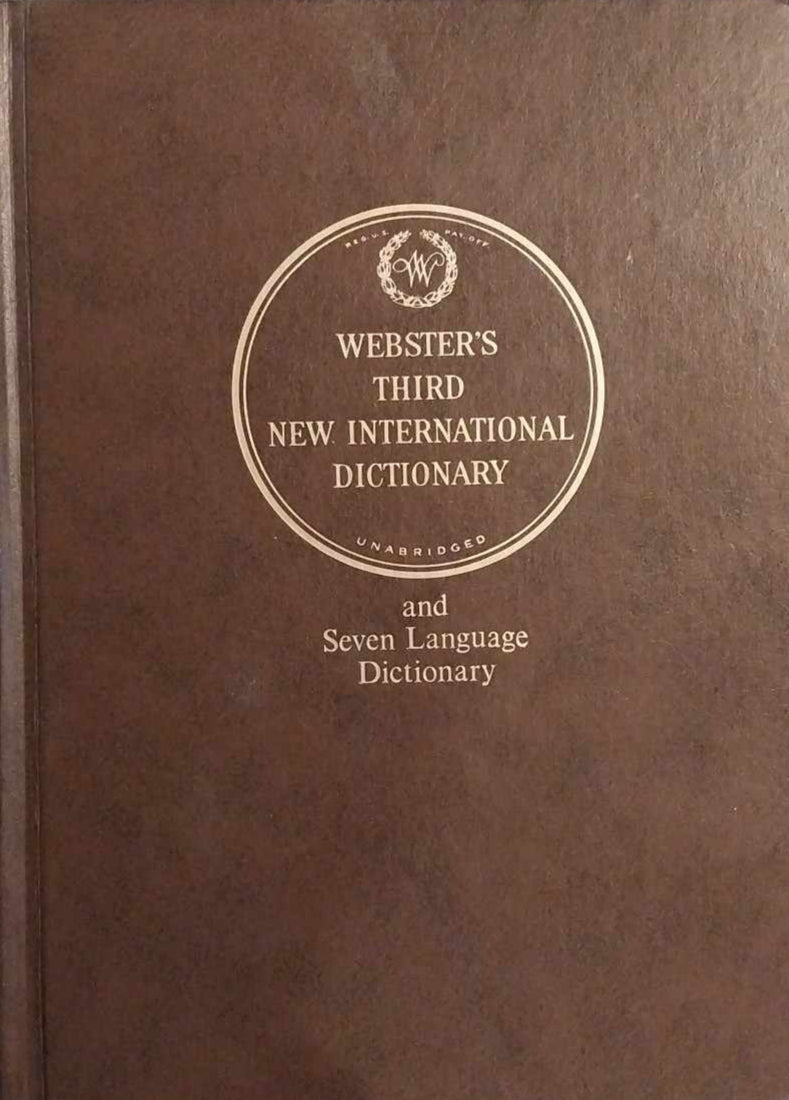 REG. U.S. PAT. OFF.
W
WEBSTER'S
THIRD
NEW INTERNATIONAL
DICTIONARY
UNABRIDGED
and
Seven Language
Dictionary